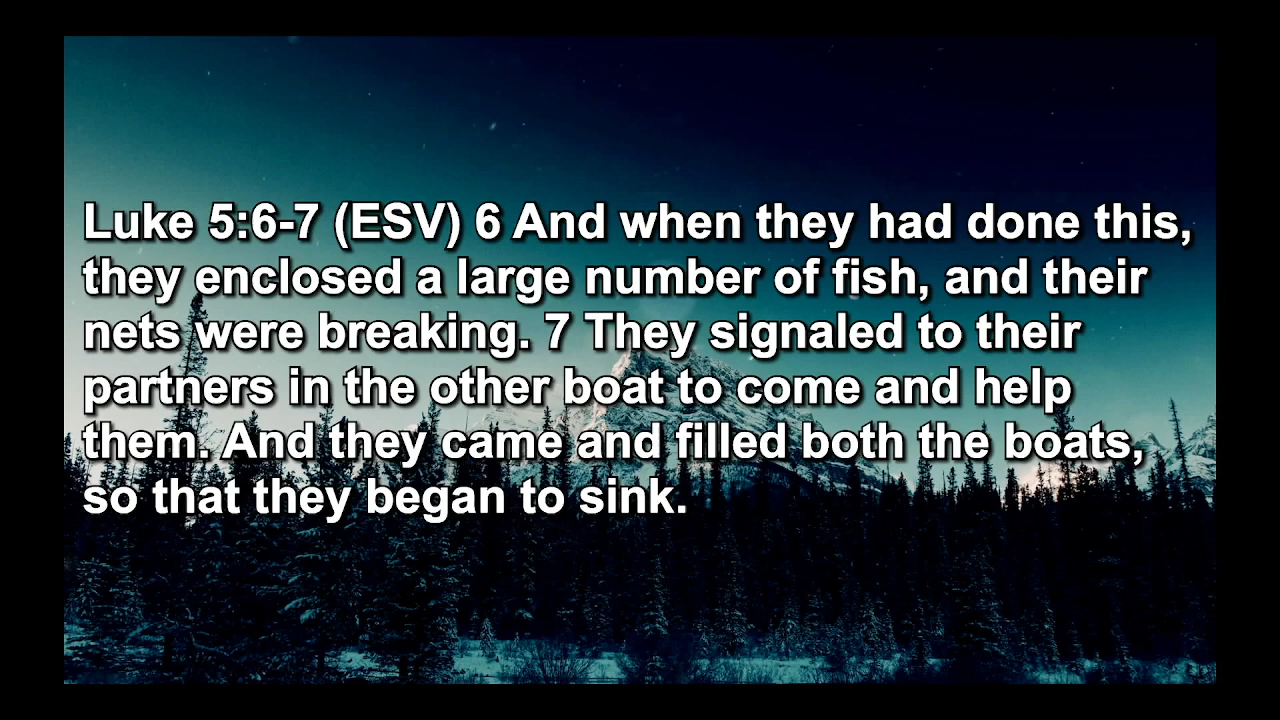 Luke 5:6-7 (ESV) 6 And when they had done this,
they enclosed a large number of fish, and their
nets were breaking. 7 They signaled to their
partners in the other boat to come and help
them. And they came and filled both the boats,
so that they began to sink.